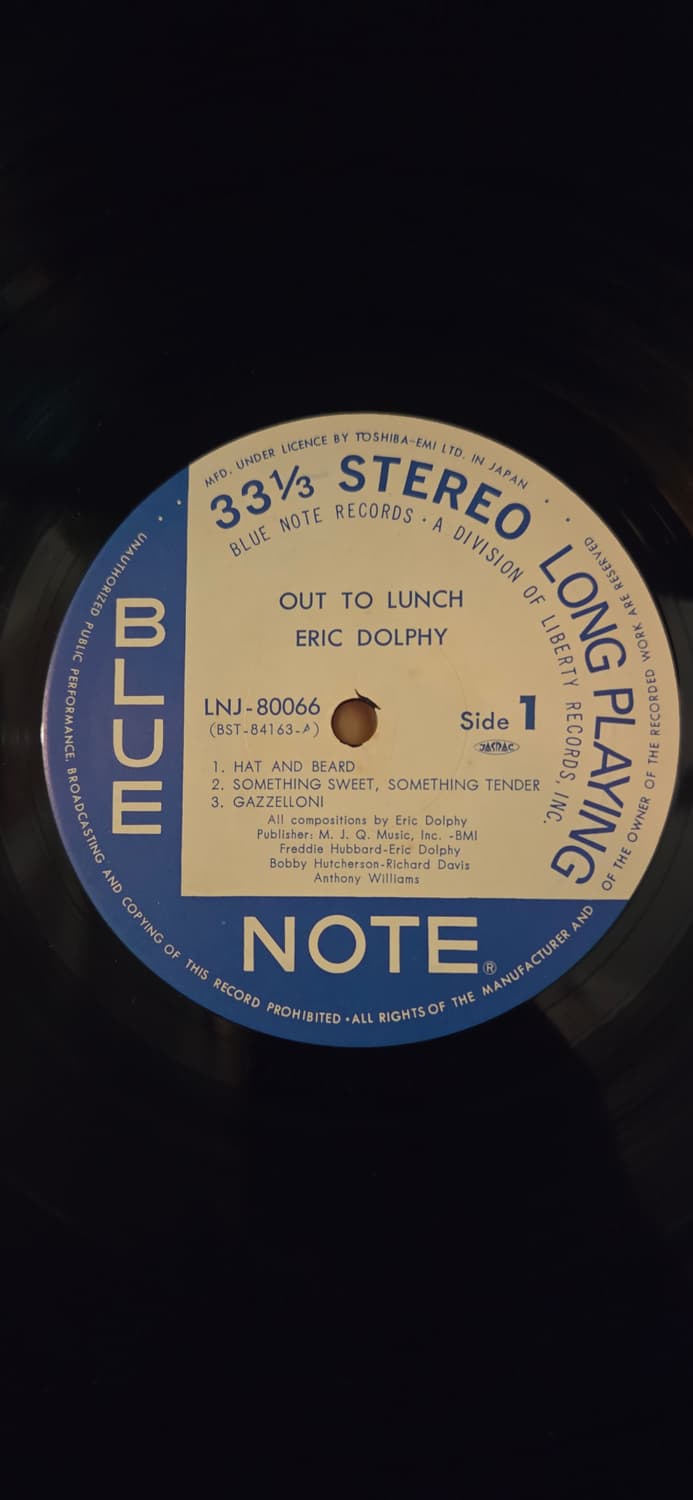 MFD. UNDER LICENCE BY TOSHIBA-EMI LTD. IN JAPAN
33⅓ STEREO LONG PLAYING
BLUE NOTE RECORDS · A DIVISION OF LIBERTY RECORDS, INC.
OUT TO LUNCH
ERIC DOLPHY
LNJ-80066
(BST-84163-A)
Side 1
JASRAC
1. HAT AND BEARD
2. SOMETHING SWEET, SOMETHING TENDER
3. GAZZELLONI
All compositions by Eric Dolphy
Publisher: M. J. Q. Music, Inc. -BMI
Freddie Hubbard-Eric Dolphy
Bobby Hutcherson-Richard Davis
Anthony Williams
BLUE
NOTE®
UNAUTHORIZED PUBLIC PERFORMANCE, BROADCASTING AND COPYING OF THIS RECORD PROHIBITED · ALL RIGHTS OF THE MANUFACTURER AND OF THE OWNER OF THE RECORDED WORK ARE RESERVED